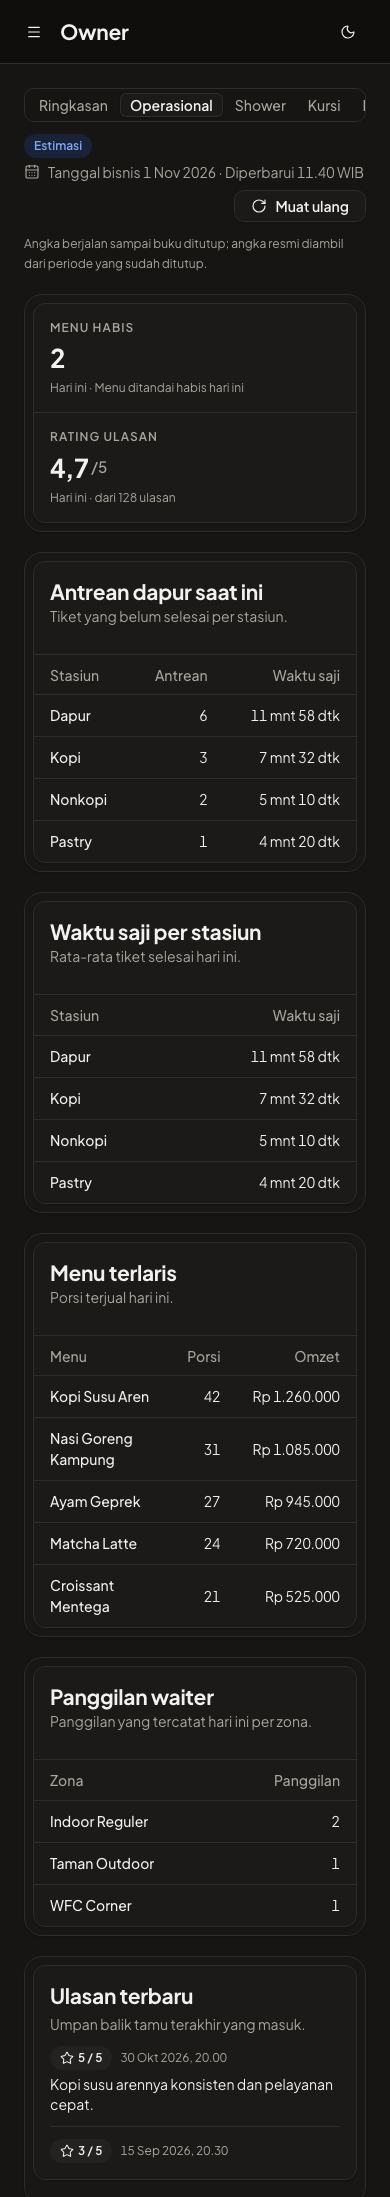 Owner
Ringkasan Operasional Shower Kursi
Estimasi
Tanggal bisnis 1 Nov 2026 · Diperbarui 11.40 WIB
Muat ulang
Angka berjalan sampai buku ditutup; angka resmi diambil
dari periode yang sudah ditutup.
MENU HABIS
2
Hari ini · Menu ditandai habis hari ini
RATING ULASAN
4,7 /5
Hari ini · dari 128 ulasan
Antrean dapur saat ini
Tiket yang belum selesai per stasiun.
Stasiun Antrean Waktu saji
Dapur 6 11 mnt 58 dtk
Kopi 3 7 mnt 32 dtk
Nonkopi 2 5 mnt 10 dtk
Pastry 1 4 mnt 20 dtk
Waktu saji per stasiun
Rata-rata tiket selesai hari ini.
Stasiun Waktu saji
Dapur 11 mnt 58 dtk
Kopi 7 mnt 32 dtk
Nonkopi 5 mnt 10 dtk
Pastry 4 mnt 20 dtk
Menu terlaris
Porsi terjual hari ini.
Menu Porsi Omzet
Kopi Susu Aren 42 Rp 1.260.000
Nasi Goreng
Kampung 31 Rp 1.085.000
Ayam Geprek 27 Rp 945.000
Matcha Latte 24 Rp 720.000
Croissant
Mentega 21 Rp 525.000
Panggilan waiter
Panggilan yang tercatat hari ini per zona.
Zona Panggilan
Indoor Reguler 2
Taman Outdoor 1
WFC Corner 1
Ulasan terbaru
Umpan balik tamu terakhir yang masuk.
5 / 5 30 Okt 2026, 20.00
Kopi susu arennya konsisten dan pelayanan
cepat.
3 / 5 15 Sep 2026, 20.30